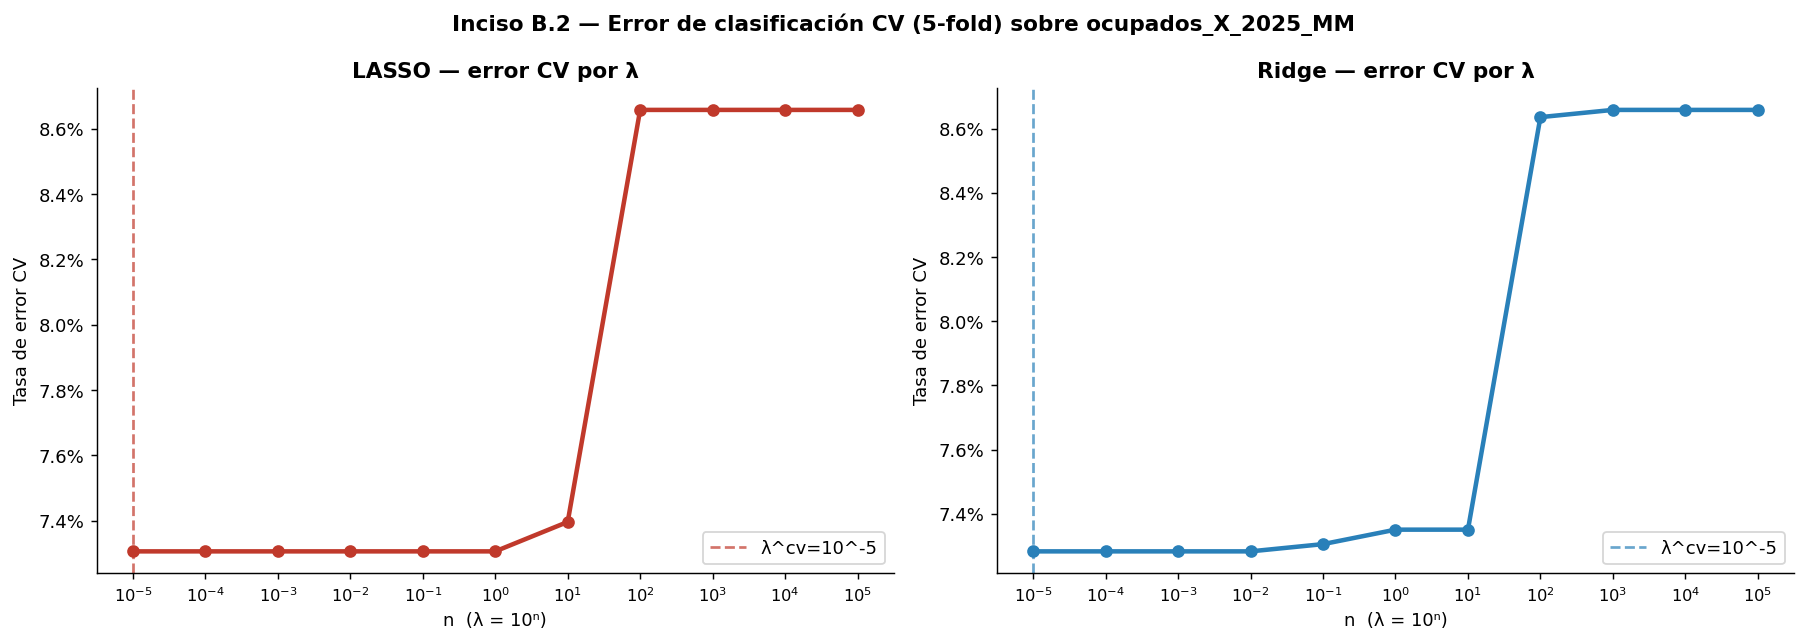 Inciso B.2 — Error de clasificación CV (5-fold) sobre ocupados_X_2025_MM
LASSO — error CV por λ
Tasa de error CV
8.6%
8.4%
8.2%
8.0%
7.8%
7.6%
7.4%
λ^cv=10^-5
10⁻⁵ 10⁻⁴ 10⁻³ 10⁻² 10⁻¹ 10⁰ 10¹ 10² 10³ 10⁴ 10⁵
n (λ = 10ⁿ)
Ridge — error CV por λ
Tasa de error CV
8.6%
8.4%
8.2%
8.0%
7.8%
7.6%
7.4%
λ^cv=10^-5
10⁻⁵ 10⁻⁴ 10⁻³ 10⁻² 10⁻¹ 10⁰ 10¹ 10² 10³ 10⁴ 10⁵
n (λ = 10ⁿ)